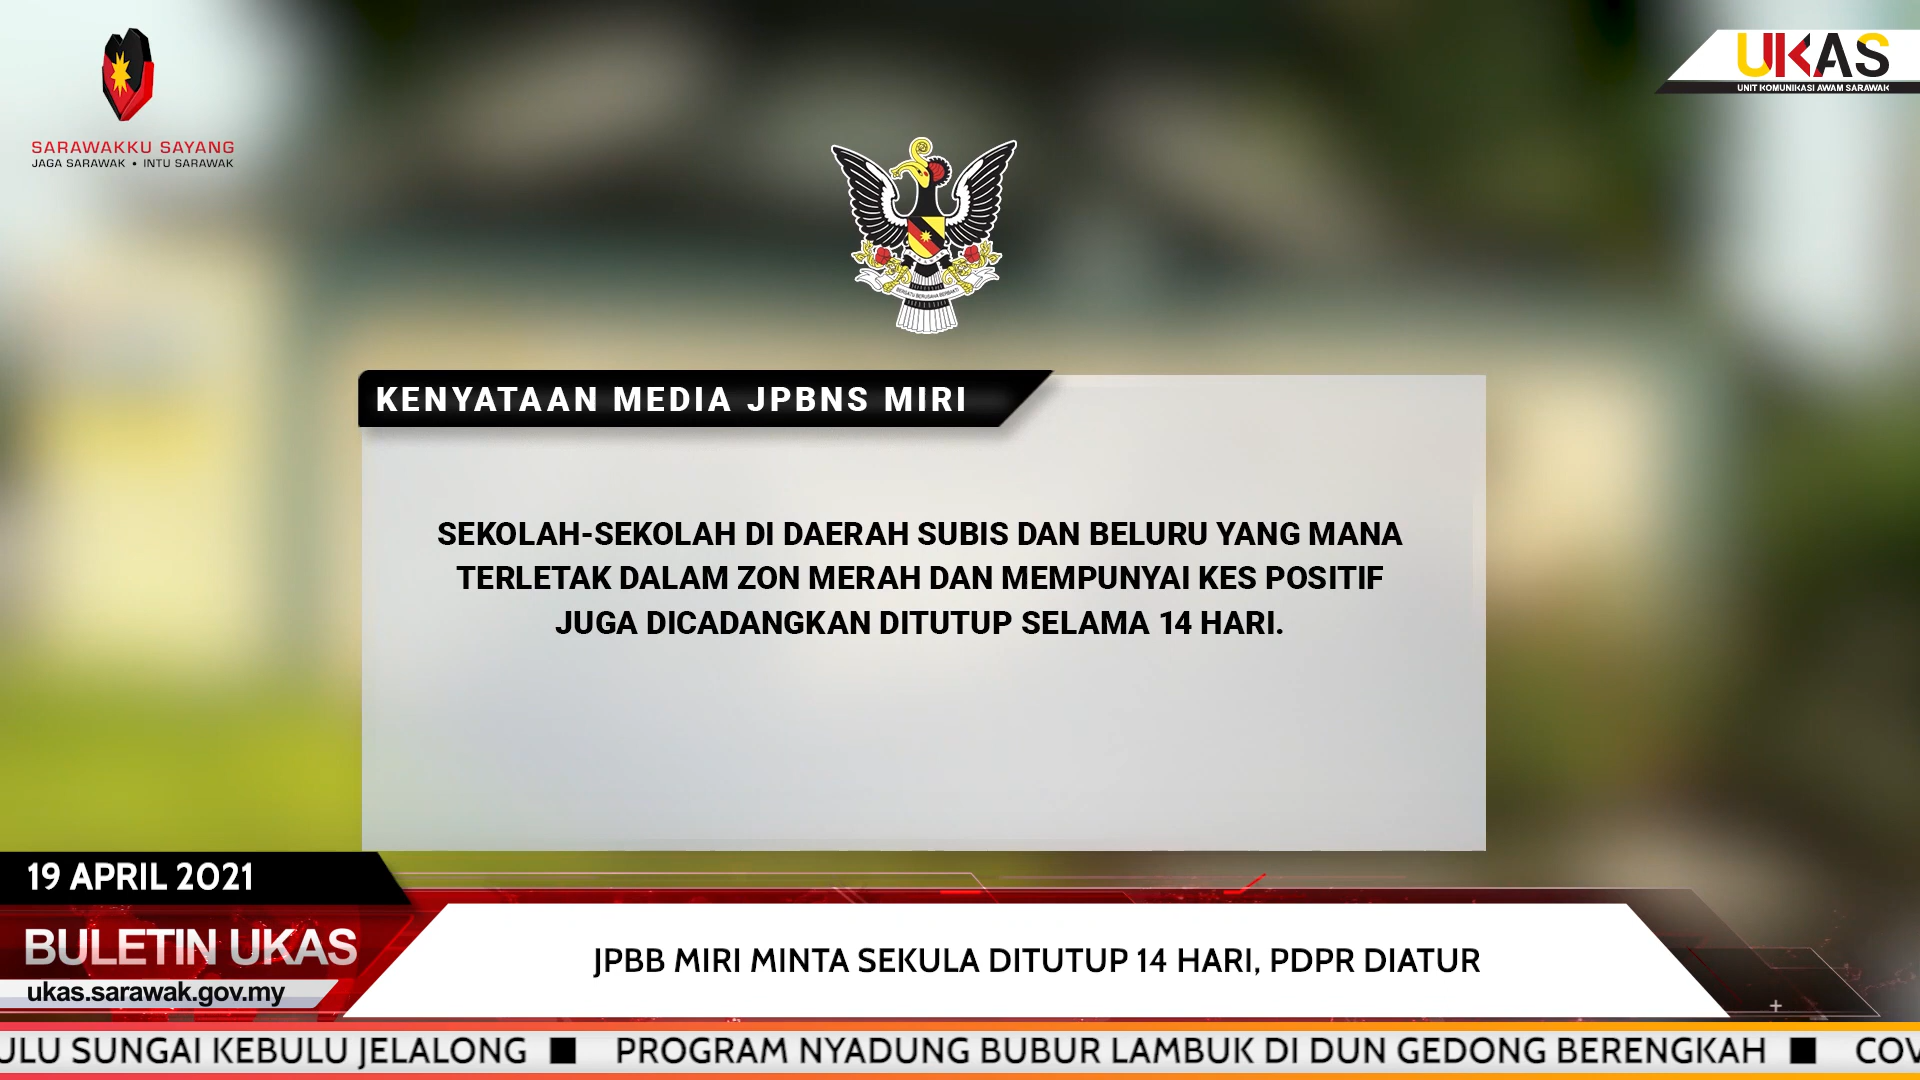 SARAWAKKU SAYANG
JAGA SARAWAK • INTU SARAWAK
UKAS
UNIT KOMUNIKASI AWAM SARAWAK
BERSATU BERUSAHA BERBAKTI
KENYATAAN MEDIA JPBNS MIRI
SEKOLAH-SEKOLAH DI DAERAH SUBIS DAN BELURU YANG MANA
TERLETAK DALAM ZON MERAH DAN MEMPUNYAI KES POSITIF
JUGA DICADANGKAN DITUTUP SELAMA 14 HARI.
19 APRIL 2021
BULETIN UKAS
ukas.sarawak.gov.my
JPBB MIRI MINTA SEKULA DITUTUP 14 HARI, PDPR DIATUR
ULU SUNGAI KEBULU JELALONG ■ PROGRAM NYADUNG BUBUR LAMBUK DI DUN GEDONG BERENGKAH ■ COV